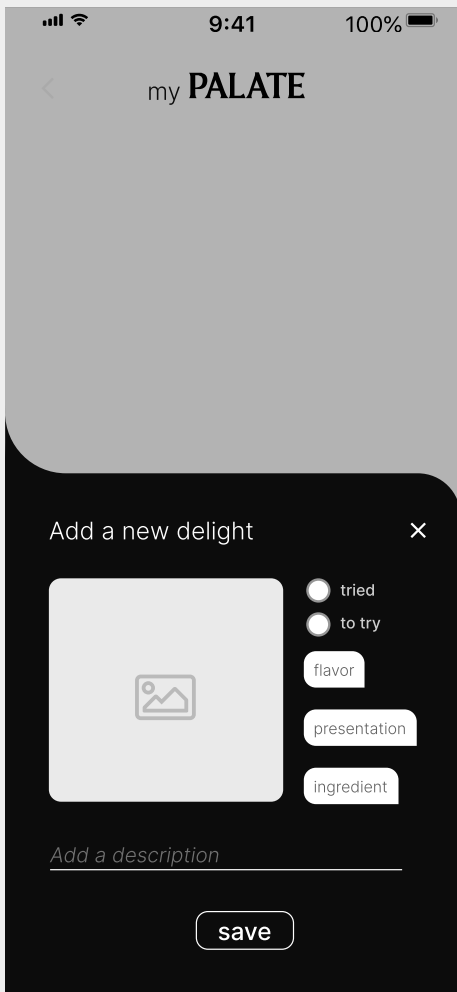 9:41 100%
my PALATE
Add a new delight
tried
to try
flavor
presentation
ingredient
Add a description
save